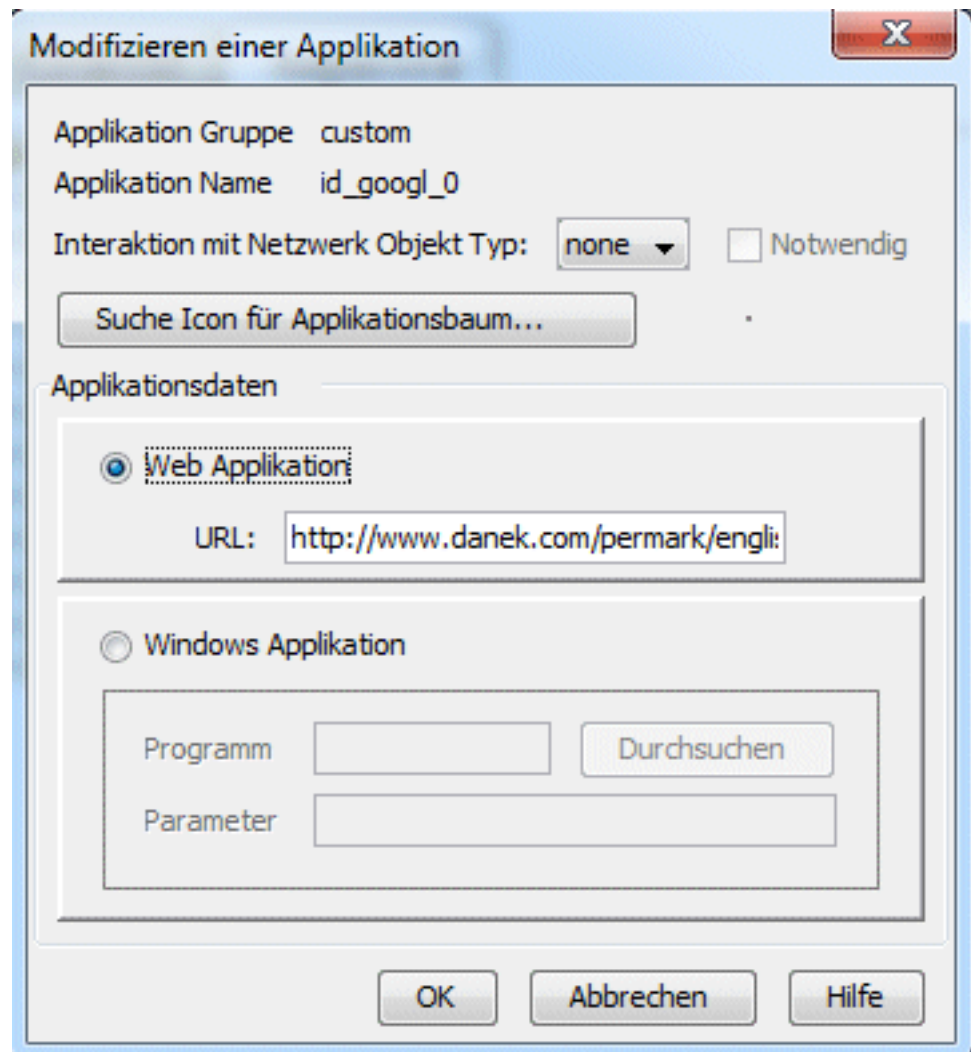 Modifizieren einer Applikation
Applikation Gruppe custom
Applikation Name id_googl_0
Interaktion mit Netzwerk Objekt Typ: none Notwendig
Suche Icon für Applikationsbaum...
Applikationsdaten
Web Applikation
URL: http://www.danek.com/permark/englis
Windows Applikation
Programm Durchsuchen
Parameter
OK Abbrechen Hilfe